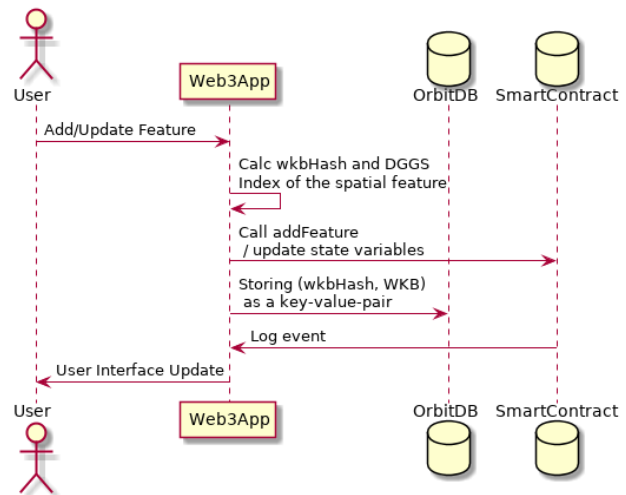 User
Web3App
OrbitDB
SmartContract
Add/Update Feature
Calc wkbHash and DGGS
Index of the spatial feature
Call addFeature
/ update state variables
Storing (wkbHash, WKB)
as a key-value-pair
Log event
User Interface Update
User
Web3App
OrbitDB
SmartContract